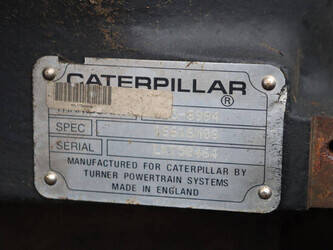 CATERPILLAR
®
SPEC
SERIAL
MANUFACTURED FOR CATERPILLAR BY
TURNER POWERTRAIN SYSTEMS
MADE IN ENGLAND